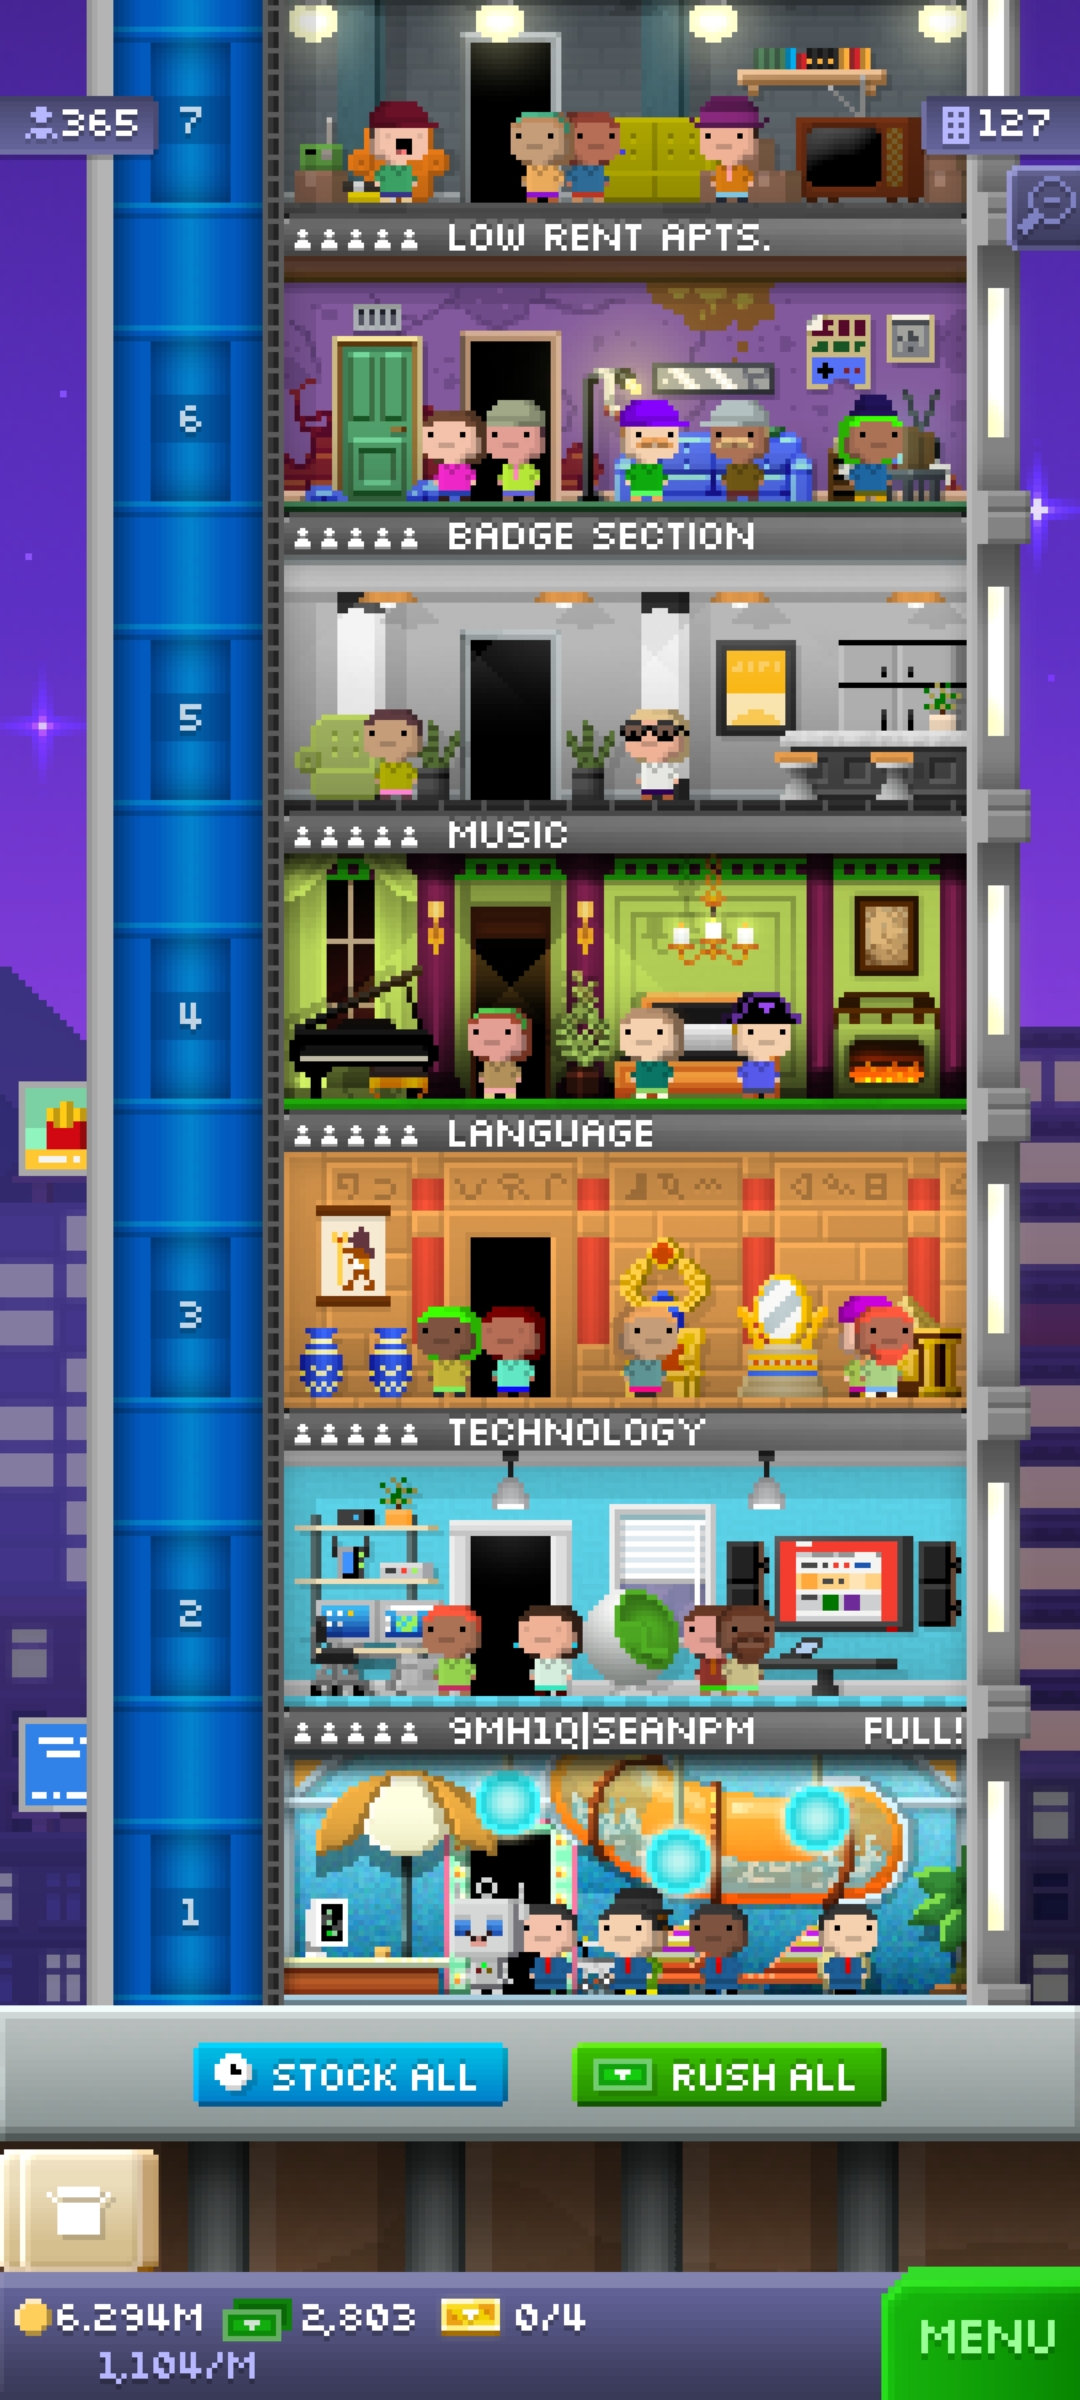 365
7
127
LOW RENT APTS.
6
BADGE SECTION
5
MUSIC
4
LANGUAGE
3
TECHNOLOGY
2
9MH1Q|SEANPM FULL!
1
STOCK ALL
RUSH ALL
6.294M 2,803 0/4
1,104/M
MENU